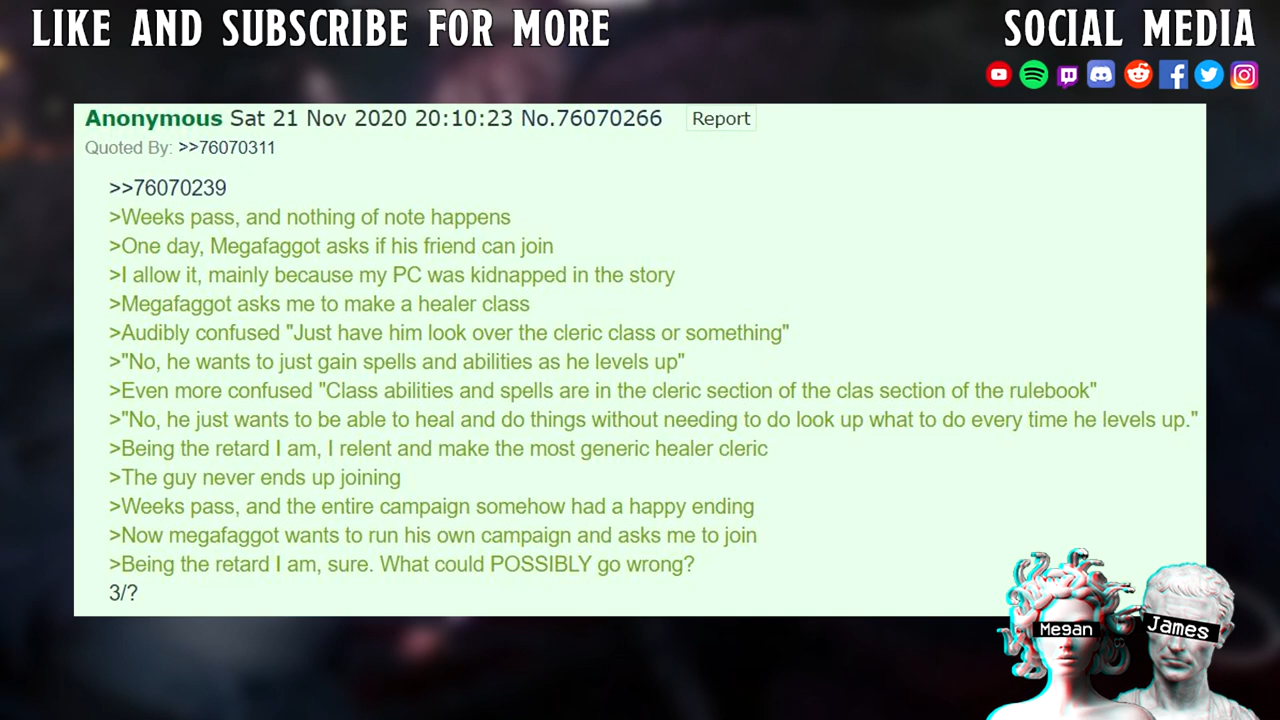 LIKE AND SUBSCRIBE FOR MORE
SOCIAL MEDIA
Anonymous Sat 21 Nov 2020 20:10:23 No.76070266 Report
Quoted By: >>76070311
>>76070239
>Weeks pass, and nothing of note happens
>One day, Megafaggot asks if his friend can join
>I allow it, mainly because my PC was kidnapped in the story
>Megafaggot asks me to make a healer class
>Audibly confused "Just have him look over the cleric class or something"
>"No, he wants to just gain spells and abilities as he levels up"
>Even more confused "Class abilities and spells are in the cleric section of the clas section of the rulebook"
>"No, he just wants to be able to heal and do things without needing to do look up what to do every time he levels up."
>Being the retard I am, I relent and make the most generic healer cleric
>The guy never ends up joining
>Weeks pass, and the entire campaign somehow had a happy ending
>Now megafaggot wants to run his own campaign and asks me to join
>Being the retard I am, sure. What could POSSIBLY go wrong?
3/?
Megan
James